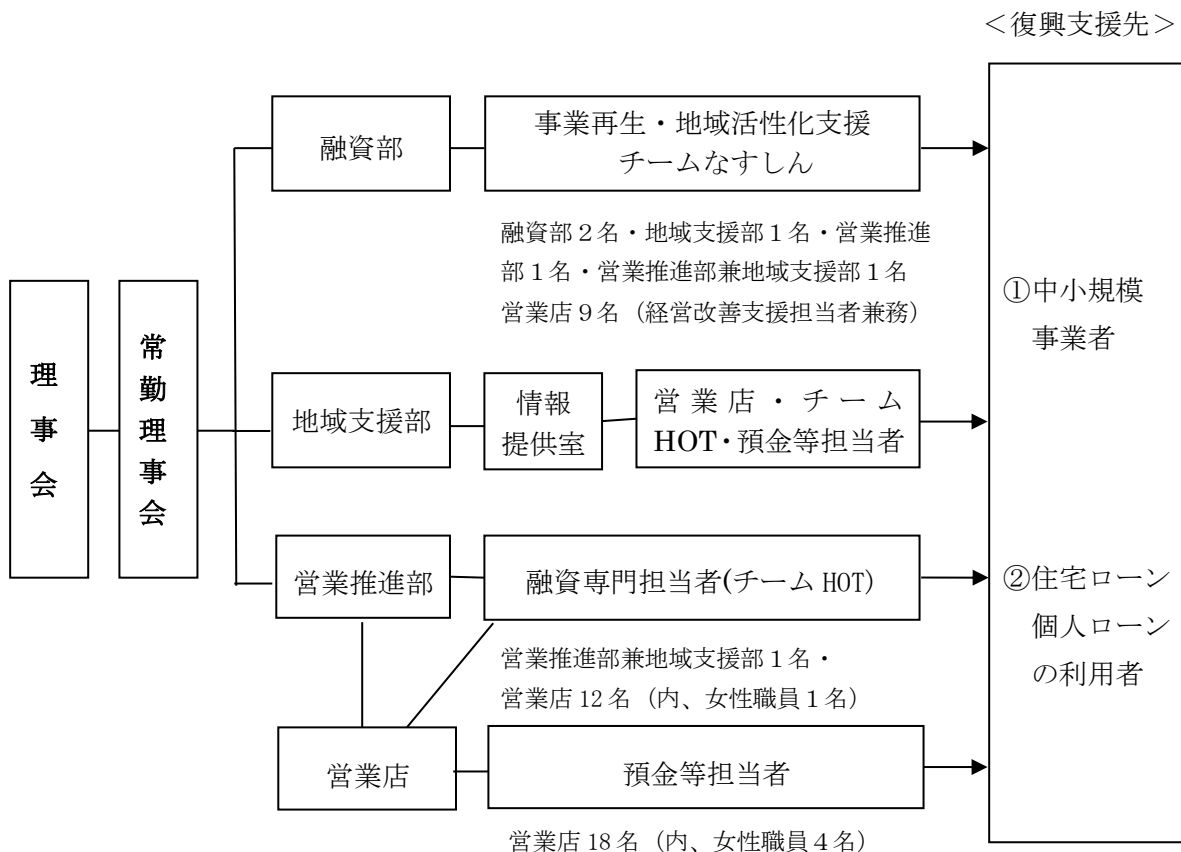 ＜復興支援先＞
融資部
事業再生・地域活性化支援
チームなすしん
融資部２名・地域支援部１名・営業推進
部１名・営業推進部兼地域支援部１名
営業店９名（経営改善支援担当者兼務）
理事会
常勤理事会
地域支援部
情報
提供室
営業店・チーム
HOT・預金等担当者
営業推進部
融資専門担当者(チーム HOT)
営業推進部兼地域支援部１名・
営業店 12 名（内、女性職員１名）
営業店
預金等担当者
営業店 18 名（内、女性職員４名）
①中小規模
事業者
②住宅ローン
個人ローン
の利用者